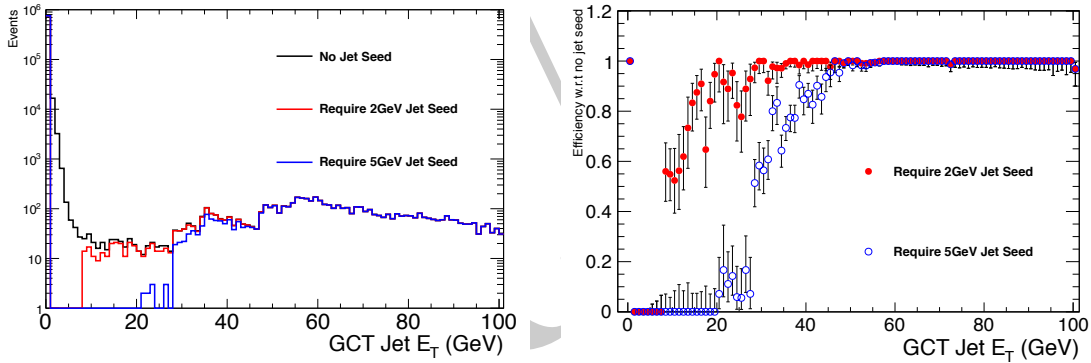 Events
10^6
10^5
10^4
10^3
10^2
10
1
No Jet Seed
Require 2GeV Jet Seed
Require 5GeV Jet Seed
0 20 40 60 80 100
GCT Jet E_T (GeV)
Efficiency w.r.t no jet seed
1.2
1
0.8
0.6
0.4
0.2
0
Require 2GeV Jet Seed
Require 5GeV Jet Seed
0 20 40 60 80 100
GCT Jet E_T (GeV)